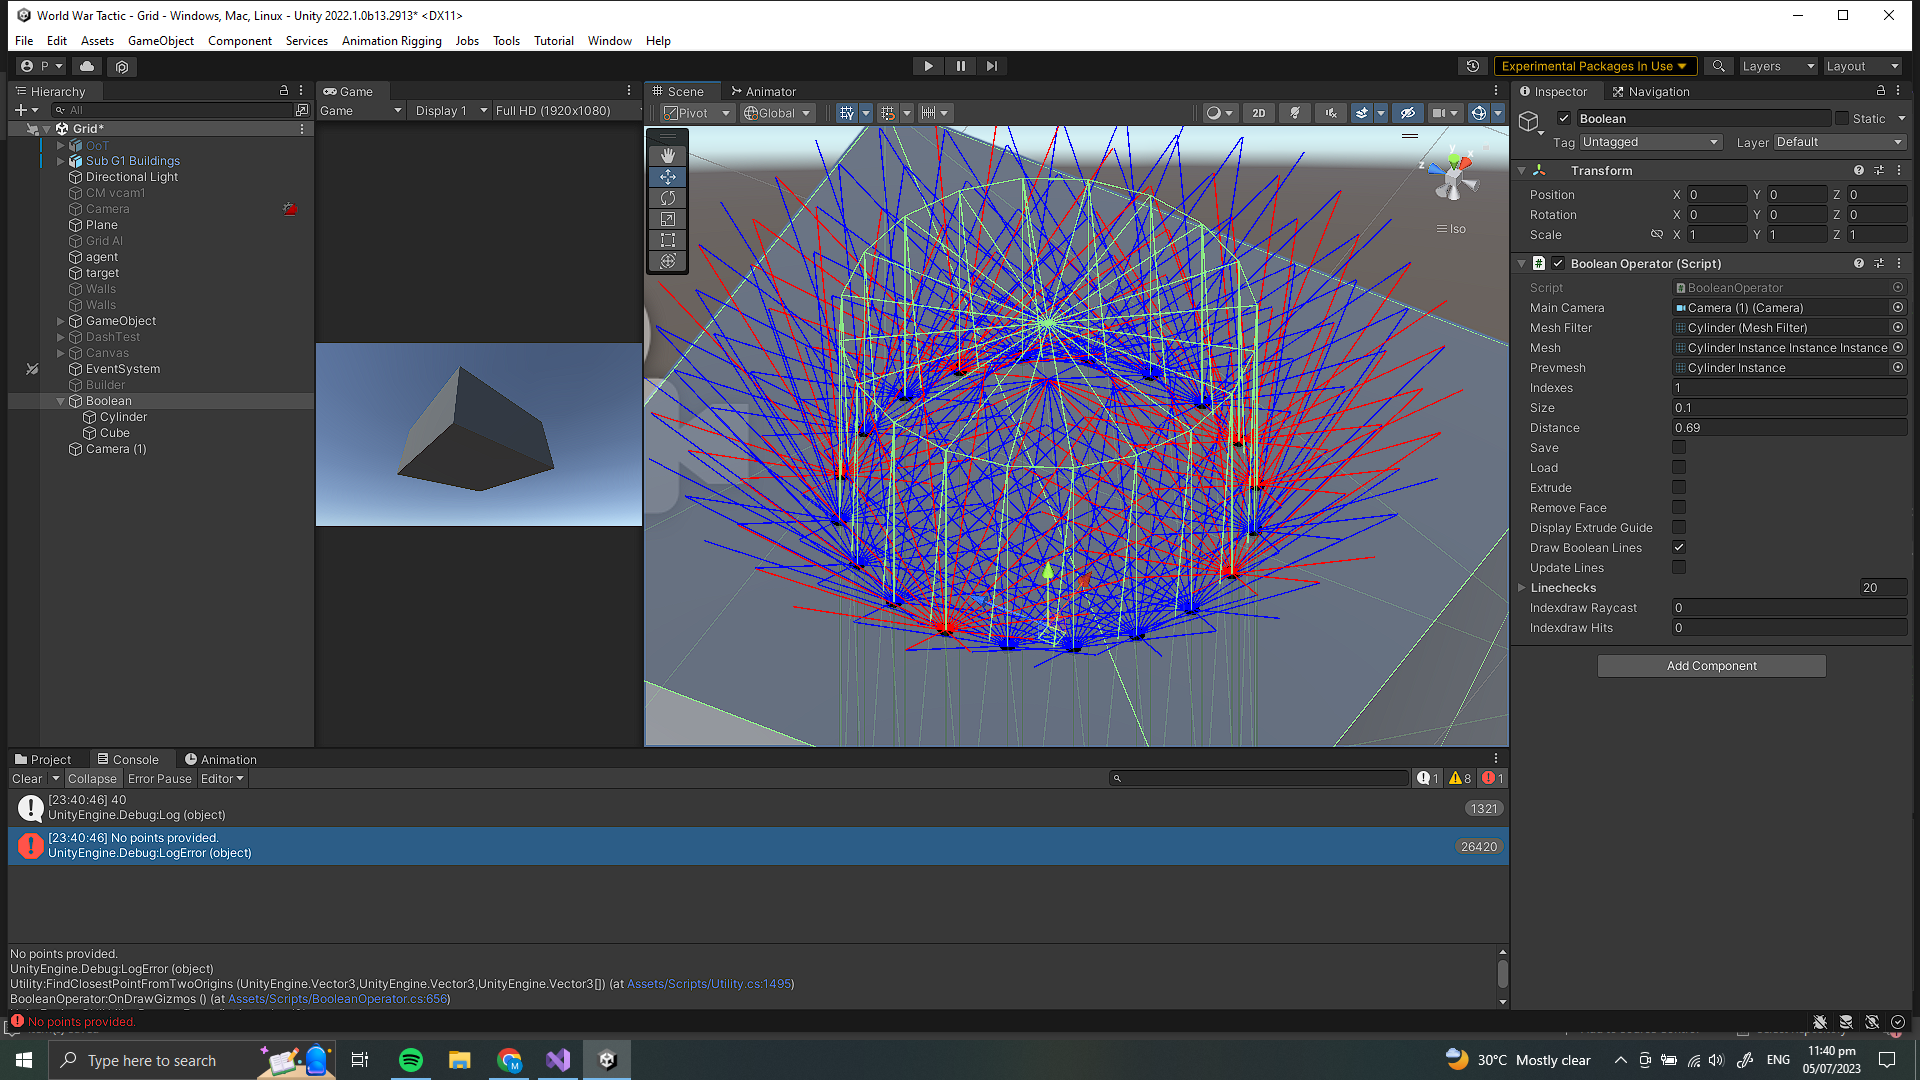 World War Tactic - Grid - Windows, Mac, Linux - Unity 2022.1.0b13.2913* <DX11>
File Edit Assets GameObject Component Services Animation Rigging Jobs Tools Tutorial Window Help
P Experimental Packages In Use Layers Layout
Hierarchy
All
Grid*
OoT
Sub G1 Buildings
Directional Light
CM vcam1
Camera
Plane
Grid AI
agent
target
Walls
Walls
GameObject
DashTest
Canvas
EventSystem
Builder
Boolean
Cylinder
Cube
Camera (1)
Game
Game Display 1 Full HD (1920x1080)
Scene Animator
Pivot Global 2D
y
x
z
Iso
Inspector Navigation
Boolean Static
Tag Untagged Layer Default
Transform
Position X 0 Y 0 Z 0
Rotation X 0 Y 0 Z 0
Scale X 1 Y 1 Z 1
# Boolean Operator (Script)
Script BooleanOperator
Main Camera Camera (1) (Camera)
Mesh Filter Cylinder (Mesh Filter)
Mesh Cylinder Instance Instance Instance
Prevmesh Cylinder Instance
Indexes 1
Size 0.1
Distance 0.69
Save
Load
Extrude
Remove Face
Display Extrude Guide
Draw Boolean Lines
Update Lines
Linechecks 20
Indexdraw Raycast 0
Indexdraw Hits 0
Add Component
Project Console Animation
Clear Collapse Error Pause Editor 1 8 1
[23:40:46] 40
UnityEngine.Debug:Log (object) 1321
[23:40:46] No points provided.
UnityEngine.Debug:LogError (object) 26420
No points provided.
UnityEngine.Debug:LogError (object)
Utility:FindClosestPointFromTwoOrigins (UnityEngine.Vector3,UnityEngine.Vector3,UnityEngine.Vector3[]) (at Assets/Scripts/Utility.cs:1495)
BooleanOperator:OnDrawGizmos () (at Assets/Scripts/BooleanOperator.cs:656)
No points provided.
Type here to search
30°C Mostly clear ENG 11:40 pm
05/07/2023